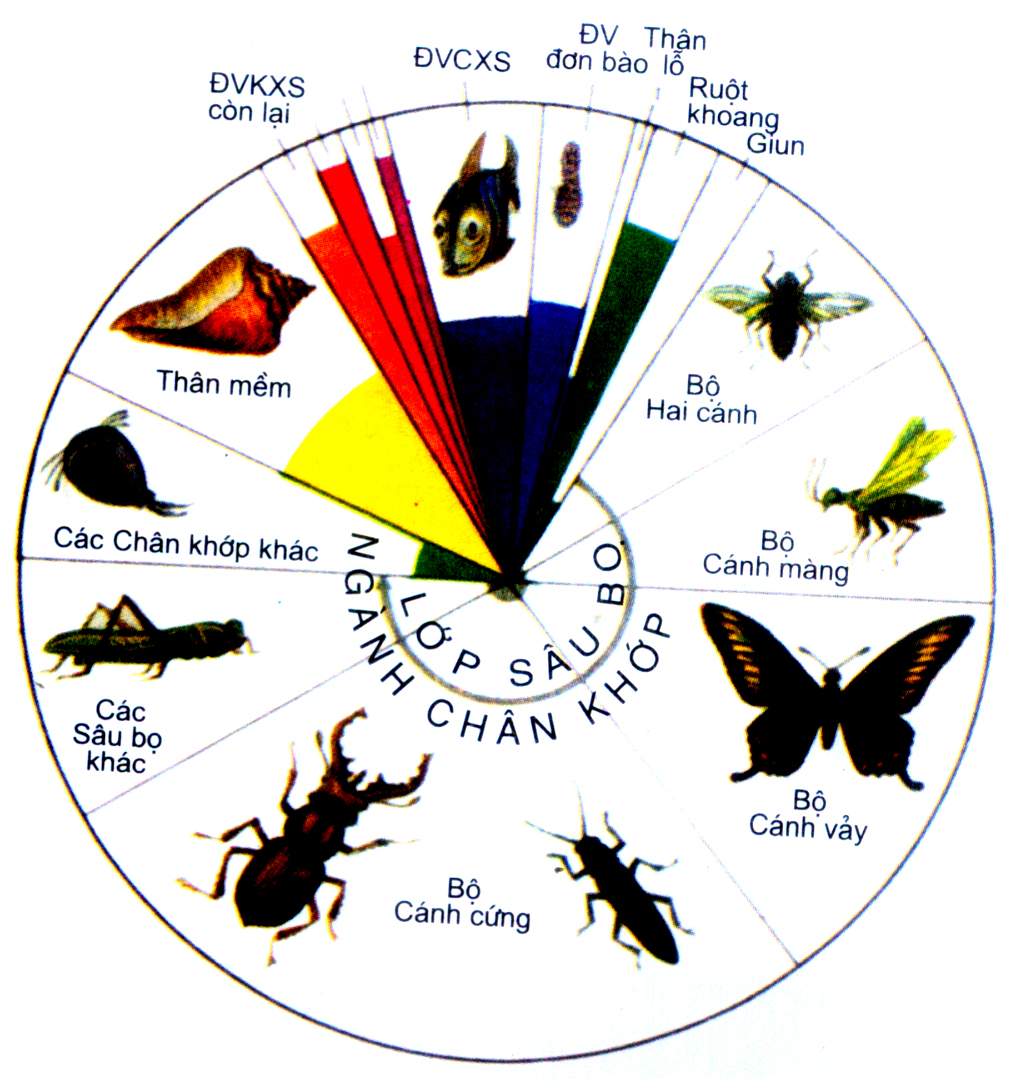 ĐVKXS
còn lại
ĐVCXS
ĐV
đơn bào
Thân
lỗ
Ruột
khoang
Giun
Thân mềm
Bộ
Hai cánh
Các Chân khớp khác
Bộ
Cánh màng
NGÀNH CHÂN KHỚP
LỚP SÂU BỌ
Các
Sâu bọ
khác
Bộ
Cánh vảy
Bộ
Cánh cứng